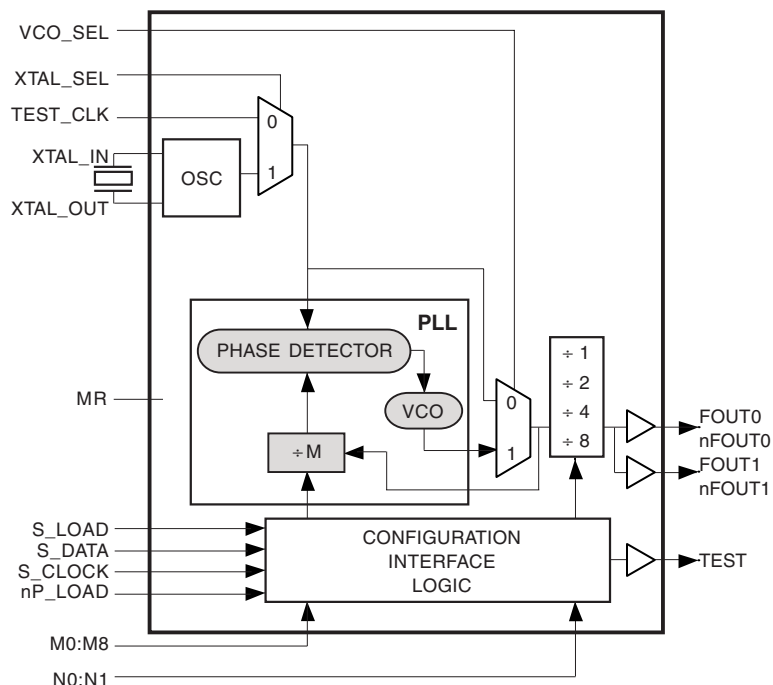 VCO_SEL
XTAL_SEL
TEST_CLK
0
XTAL_IN
OSC
1
XTAL_OUT
PLL
PHASE DETECTOR
÷ 1
÷ 2
÷ 4
÷ 8
MR
VCO
0
1
FOUT0
nFOUT0
FOUT1
nFOUT1
÷ M
S_LOAD
S_DATA
S_CLOCK
nP_LOAD
CONFIGURATION
INTERFACE
LOGIC
TEST
M0:M8
N0:N1